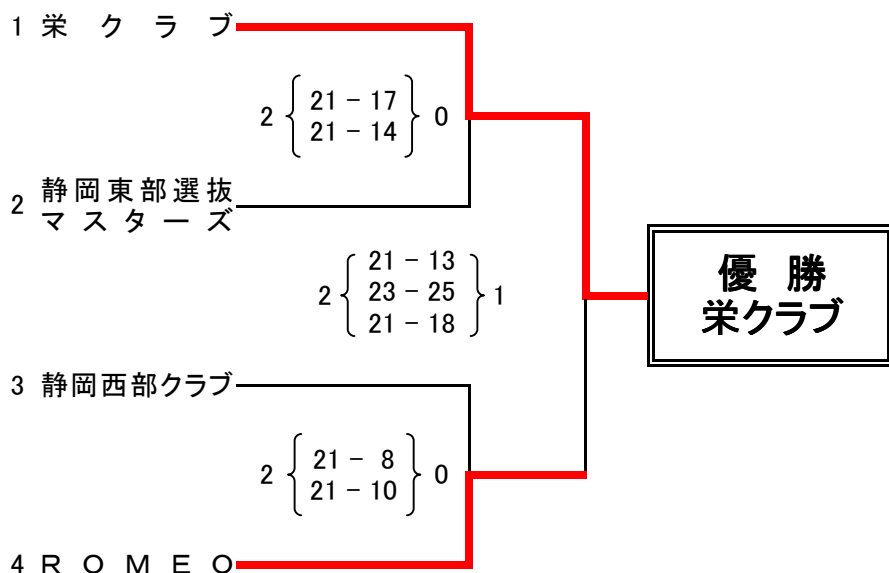 1 栄クラブ
2 { 21 - 17 } 0
21 - 14
2 静岡東部選抜
マスターズ
2 { 21 - 13 } 1
23 - 25
21 - 18
優勝
栄クラブ
3 静岡西部クラブ
2 { 21 - 8 } 0
21 - 10
4 ROMEO